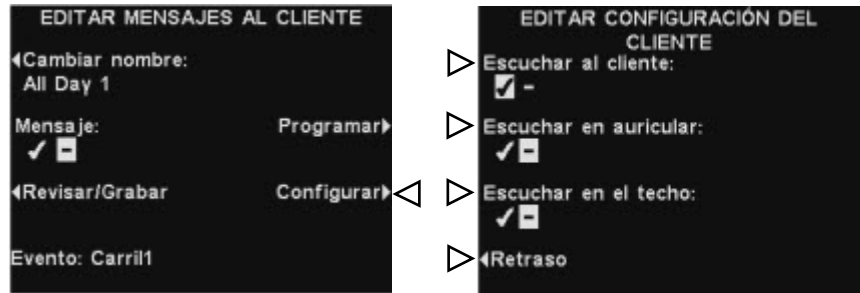 EDITAR MENSAJES AL CLIENTE
Cambiar nombre:
All Day 1
Mensaje:
Programar
Revisar/Grabar
Configurar
Evento: Carril1
EDITAR CONFIGURACIÓN DEL
CLIENTE
Escuchar al cliente:
✓ -
Escuchar en auricular:
✓ -
Escuchar en el techo:
✓ -
Retraso